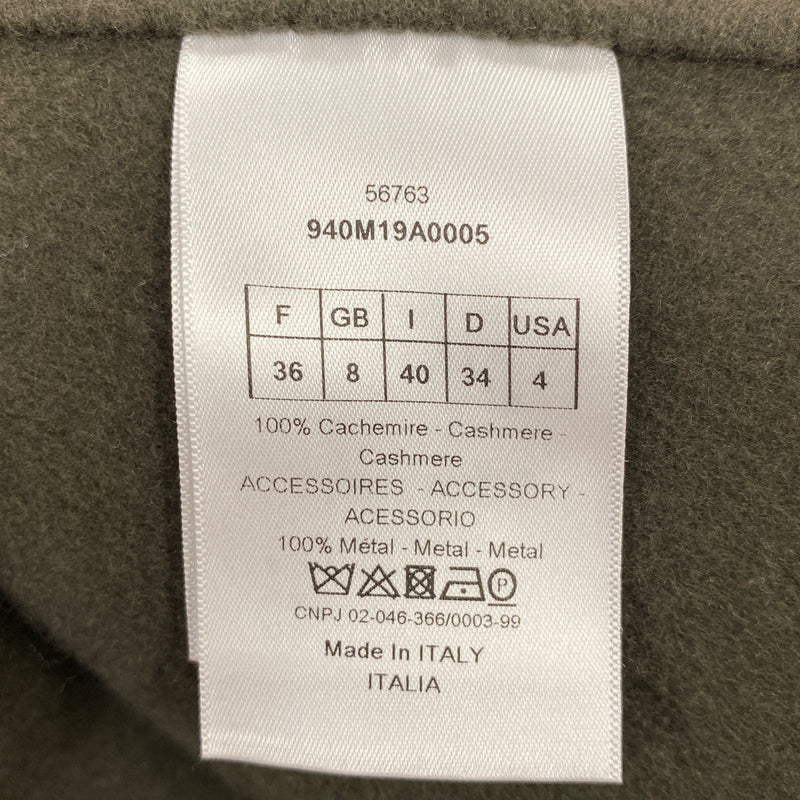 56763
940M19A0005
F GB I D USA
36 8 40 34 4
100% Cachemire - Cashmere -
Cashmere
ACCESSOIRES - ACCESSORY -
ACESSORIO
100% Métal - Metal - Metal
P
CNPJ 02-046-366/0003-99
Made In ITALY
ITALIA